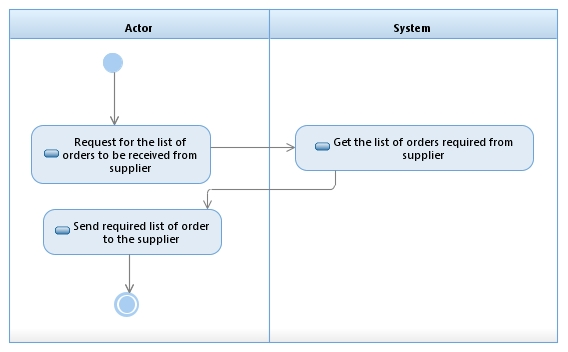 Actor
System
Request for the list of
orders to be received from
supplier
Get the list of orders required from
supplier
Send required list of order
to the supplier